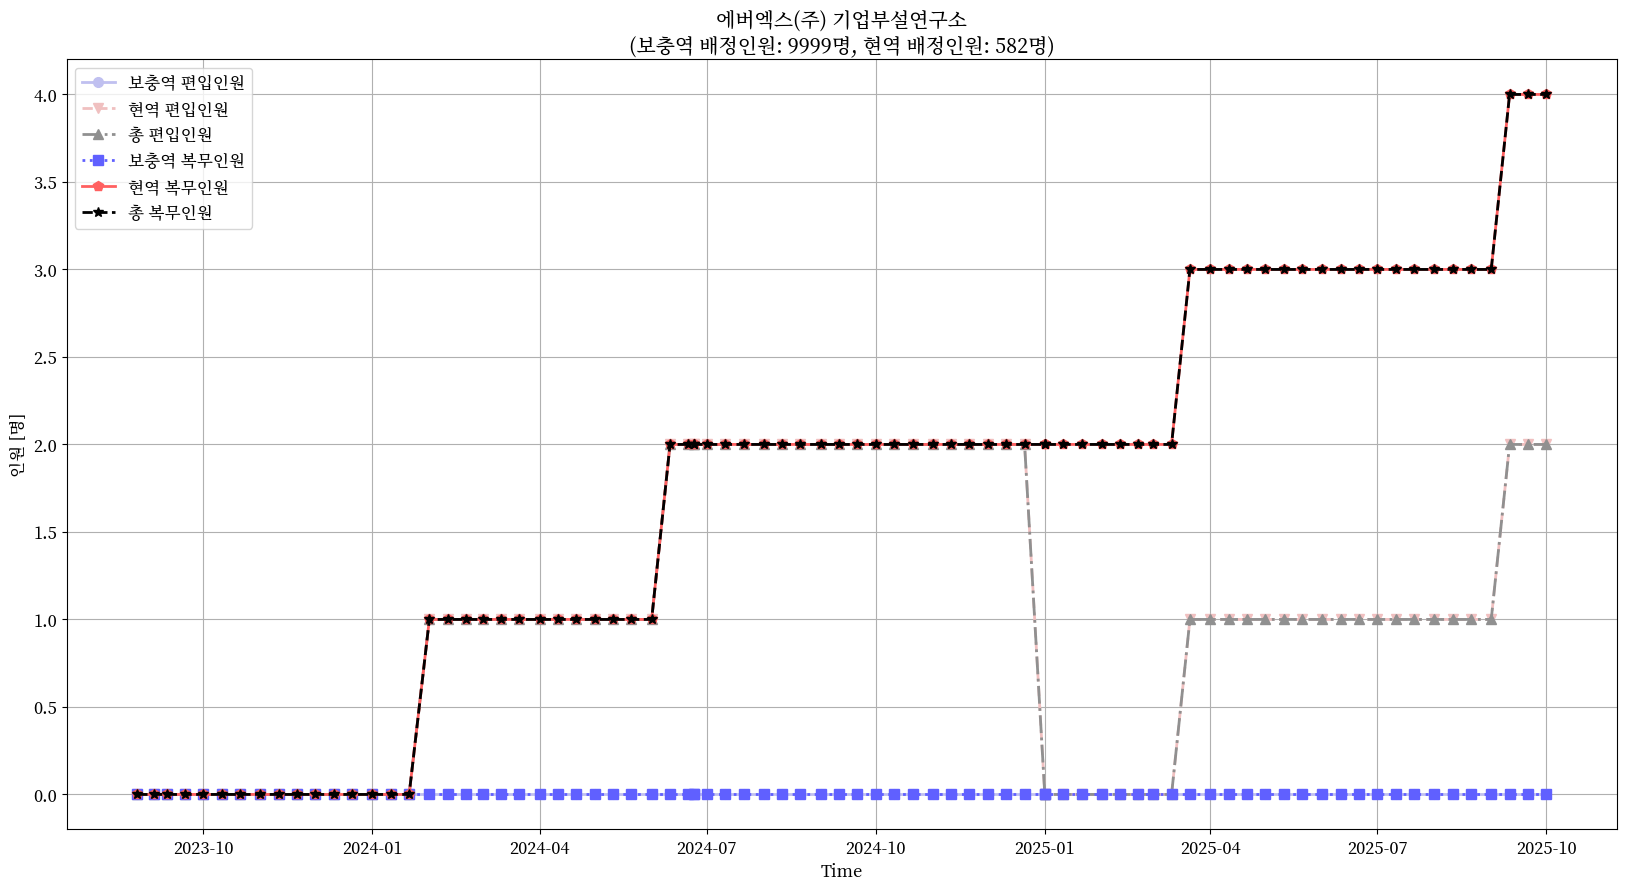 에버엑스(주) 기업부설연구소
(보충역 배정인원: 9999명, 현역 배정인원: 582명)
보충역 편입인원
현역 편입인원
총 편입인원
보충역 복무인원
현역 복무인원
총 복무인원
4.0
3.5
3.0
2.5
2.0
1.5
1.0
0.5
0.0
인원 [명]
2023-10
2024-01
2024-04
2024-07
2024-10
2025-01
2025-04
2025-07
2025-10
Time